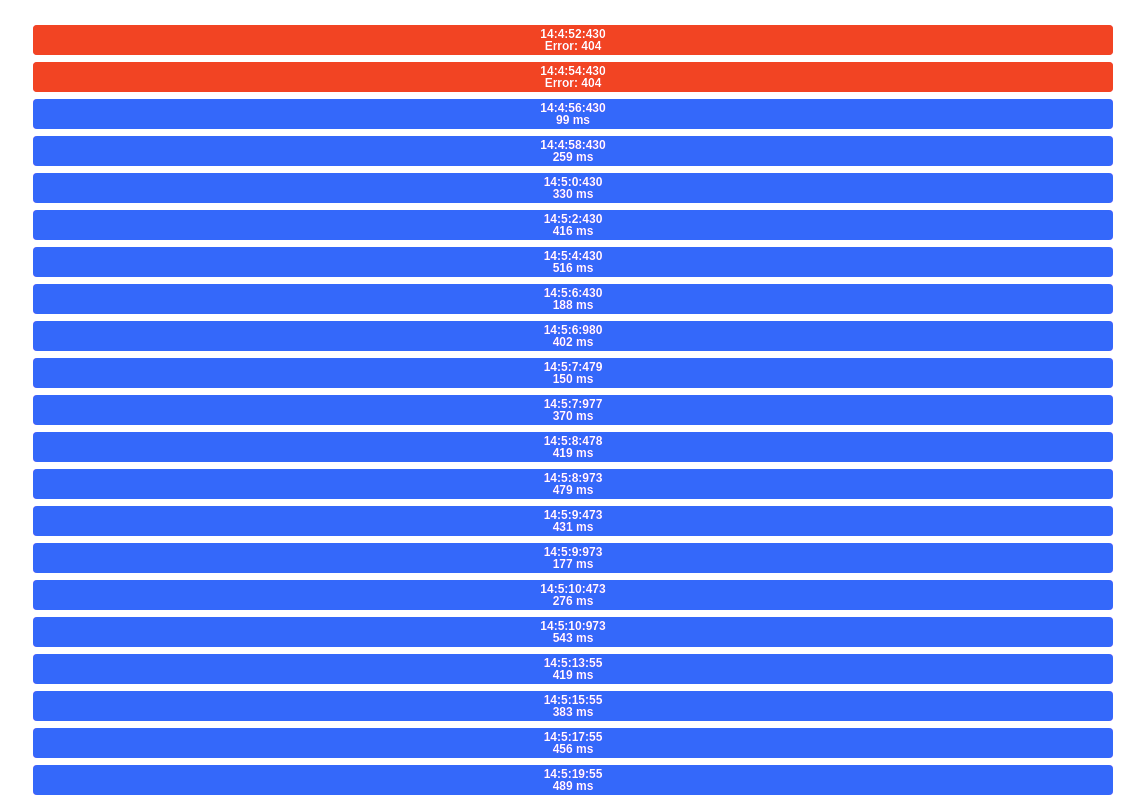 14:4:52:430
Error: 404
14:4:54:430
Error: 404
14:4:56:430
99 ms
14:4:58:430
259 ms
14:5:0:430
330 ms
14:5:2:430
416 ms
14:5:4:430
516 ms
14:5:6:430
188 ms
14:5:6:980
402 ms
14:5:7:479
150 ms
14:5:7:977
370 ms
14:5:8:478
419 ms
14:5:8:973
479 ms
14:5:9:473
431 ms
14:5:9:973
177 ms
14:5:10:473
276 ms
14:5:10:973
543 ms
14:5:13:55
419 ms
14:5:15:55
383 ms
14:5:17:55
456 ms
14:5:19:55
489 ms